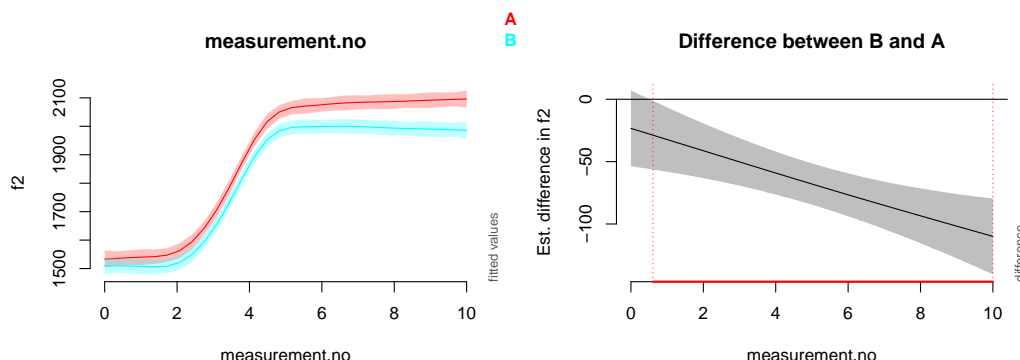 A
B
measurement.no
f2
1500
1700
1900
2100
0
2
4
6
8
10
measurement.no
fitted values
Difference between B and A
Est. difference in f2
0
−50
−100
0
2
4
6
8
10
measurement.no
difference